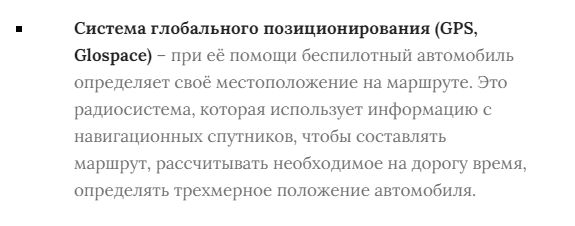 Система глобального позиционирования (GPS,
Glospace) – при её помощи беспилотный автомобиль
определяет своё местоположение на маршруте. Это
радиосистема, которая использует информацию с
навигационных спутников, чтобы составлять
маршрут, рассчитывать необходимое на дорогу время,
определять трехмерное положение автомобиля.